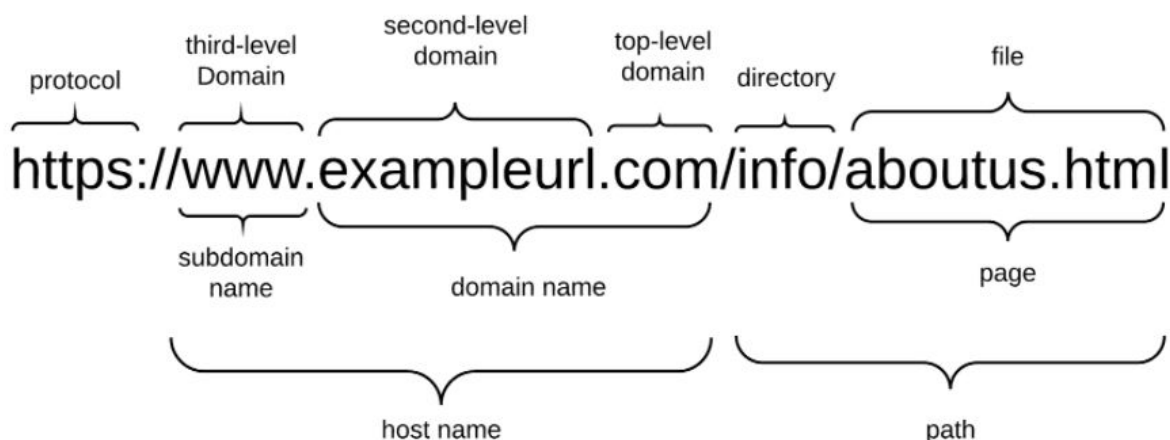 protocol
third-level
Domain
second-level
domain
top-level
domain
directory
file
https://www.exampleurl.com/info/aboutus.html
subdomain
name
domain name
page
host name
path